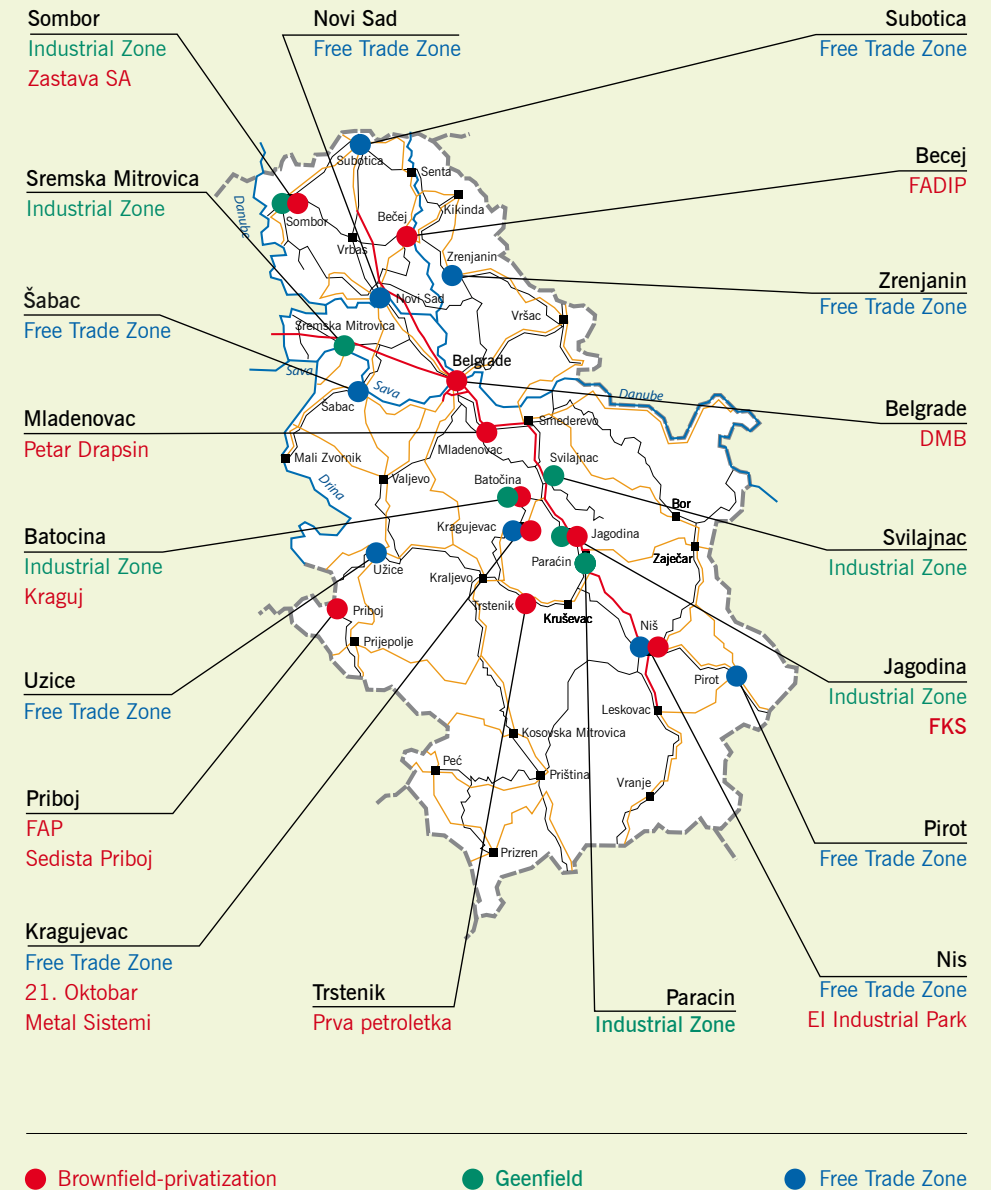 Sombor
Industrial Zone
Zastava SA
Novi Sad
Free Trade Zone
Subotica
Free Trade Zone
Becej
FADIP
Sremska Mitrovica
Industrial Zone
Zrenjanin
Free Trade Zone
Šabac
Free Trade Zone
Belgrade
DMB
Mladenovac
Petar Drapsin
Svilajnac
Industrial Zone
Batocina
Industrial Zone
Kraguj
Jagodina
Industrial Zone
FKS
Uzice
Free Trade Zone
Priboj
FAP
Sedista Priboj
Pirot
Free Trade Zone
Kragujevac
Free Trade Zone
21. Oktobar
Metal Sistemi
Trstenik
Prva petroletka
Paracin
Industrial Zone
Nis
Free Trade Zone
EI Industrial Park
Subotica
Senta
Kikinda
Danube
Sombor
Bečej
Vrbas
Zrenjanin
Novi Sad
Vršac
Sremska Mitrovica
Belgrade
Sava
Sava
Danube
Šabac
Smederevo
Mladenovac
Mali Zvornik
Svilajnac
Valjevo
Batočina
Drina
Bor
Kragujevac
Jagodina
Zaječar
Paraćin
Užice
Kraljevo
Trstenik
Kruševac
Priboj
Niš
Prijepolje
Pirot
Leskovac
Kosovska Mitrovica
Peć
Priština
Vranje
Prizren
Brownfield-privatization
Geenfield
Free Trade Zone